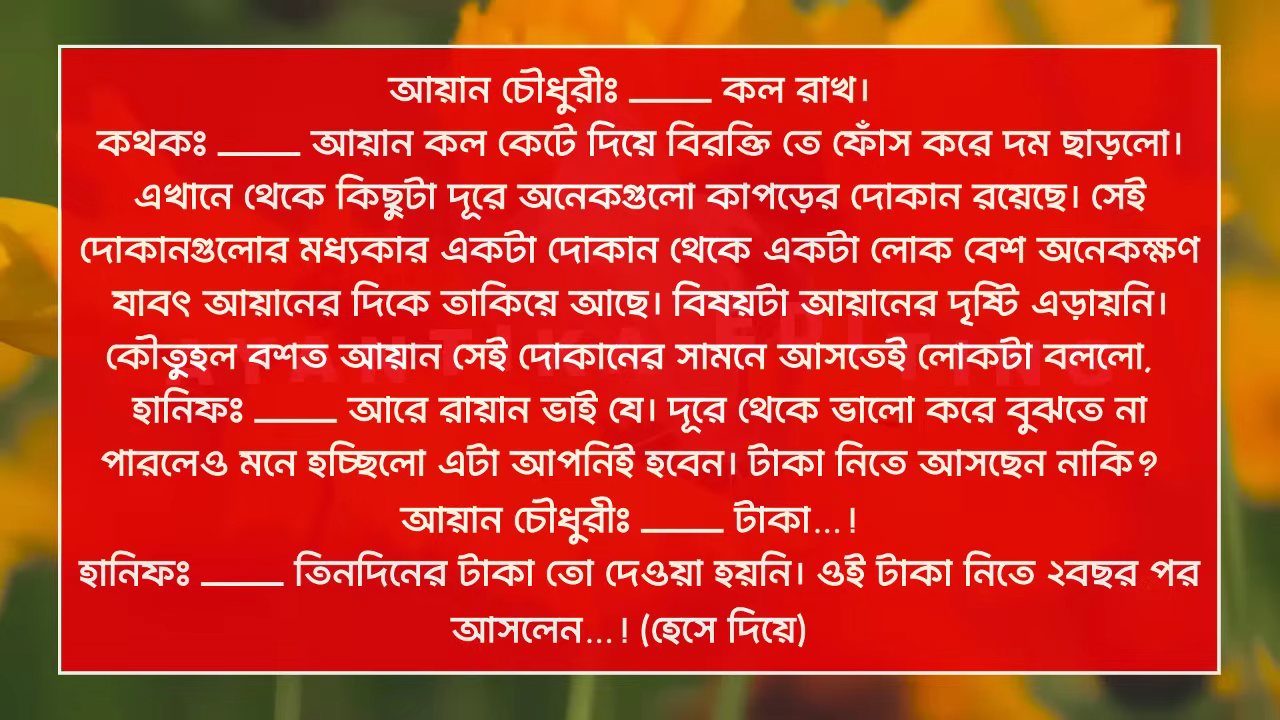 আয়ান চৌধুরীঃ ____ কল রাখ।
কথকঃ ____ আয়ান কল কেটে দিয়ে বিরক্তি তে ফোঁস করে দম ছাড়লো।
এখানে থেকে কিছুটা দূরে অনেকগুলো কাপড়ের দোকান রয়েছে। সেই
দোকানগুলোর মধ্যকার একটা দোকান থেকে একটা লোক বেশ অনেকক্ষণ
যাবৎ আয়ানের দিকে তাকিয়ে আছে। বিষয়টা আয়ানের দৃষ্টি এড়ায়নি।
কৌতুহল বশত আয়ান সেই দোকানের সামনে আসতেই লোকটা বললো,
হানিফঃ ____ আরে রায়ান ভাই যে। দূরে থেকে ভালো করে বুঝতে না
পারলেও মনে হচ্ছিলো এটা আপনিই হবেন। টাকা নিতে আসছেন নাকি?
আয়ান চৌধুরীঃ ____ টাকা...!
হানিফঃ ____ তিনদিনের টাকা তো দেওয়া হয়নি। ওই টাকা নিতে ২বছর পর
আসলেন...! (হেসে দিয়ে)
AYANTIKA EDITING